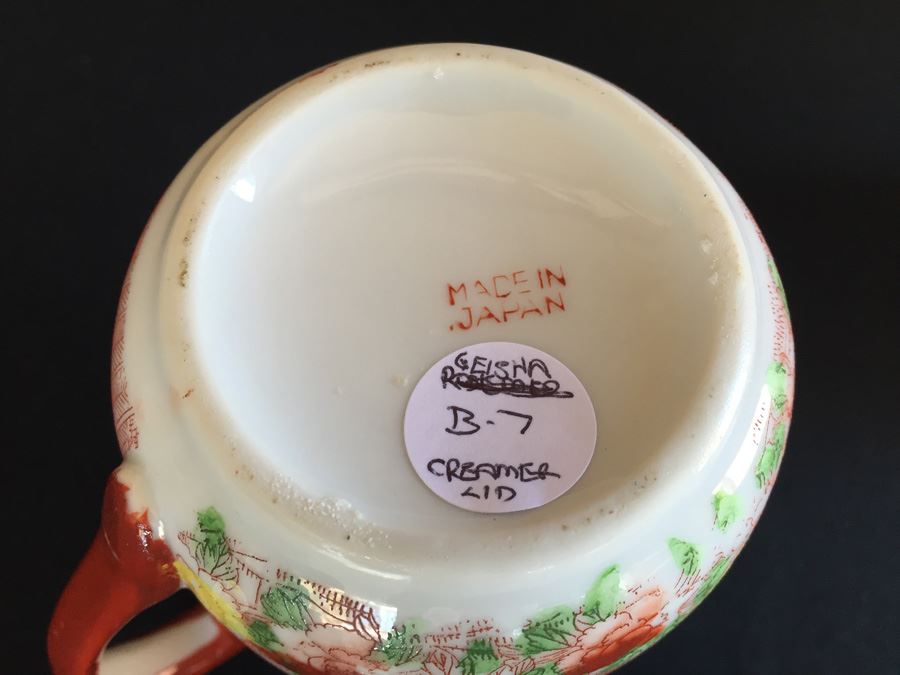 MADE IN
JAPAN
GEISHA
B-7
CREAMER
LID